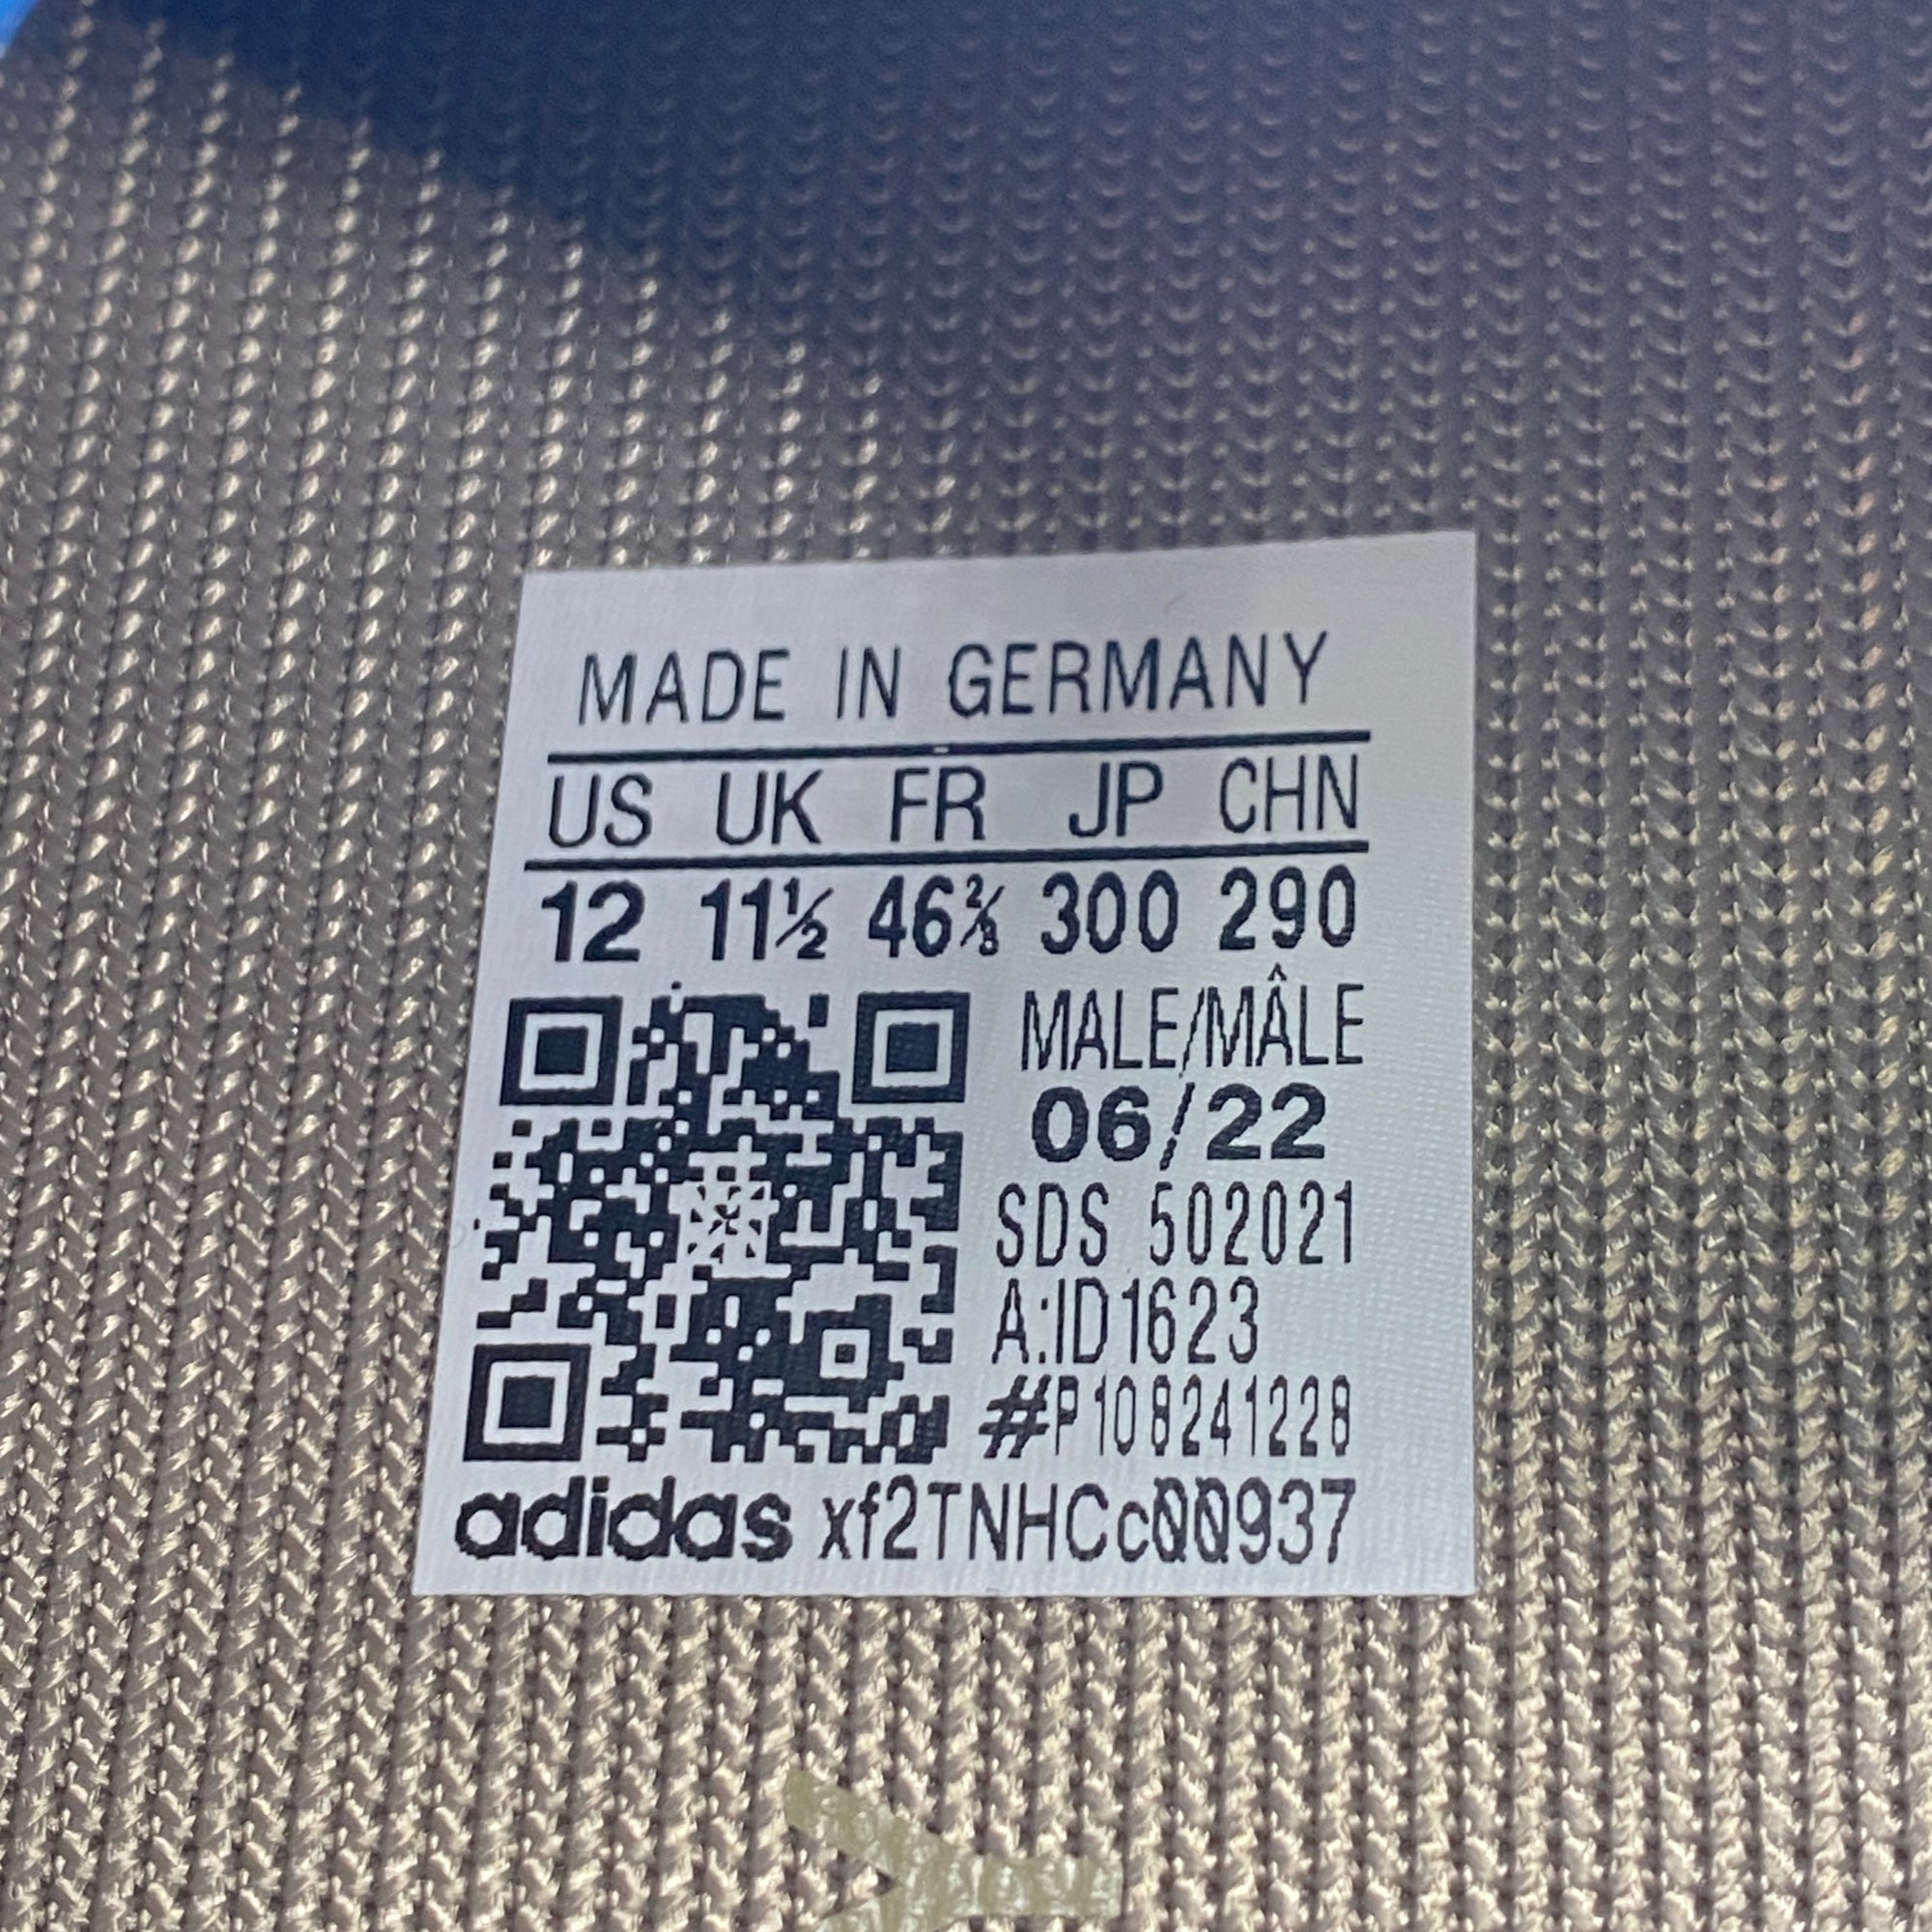 MADE IN GERMANY
US UK FR JP CHN
12 11½ 46⅔ 300 290
MALE/MÂLE
06/22
SDS 502021
A:ID1623
#P108241228
adidas xf2TNHCc00937